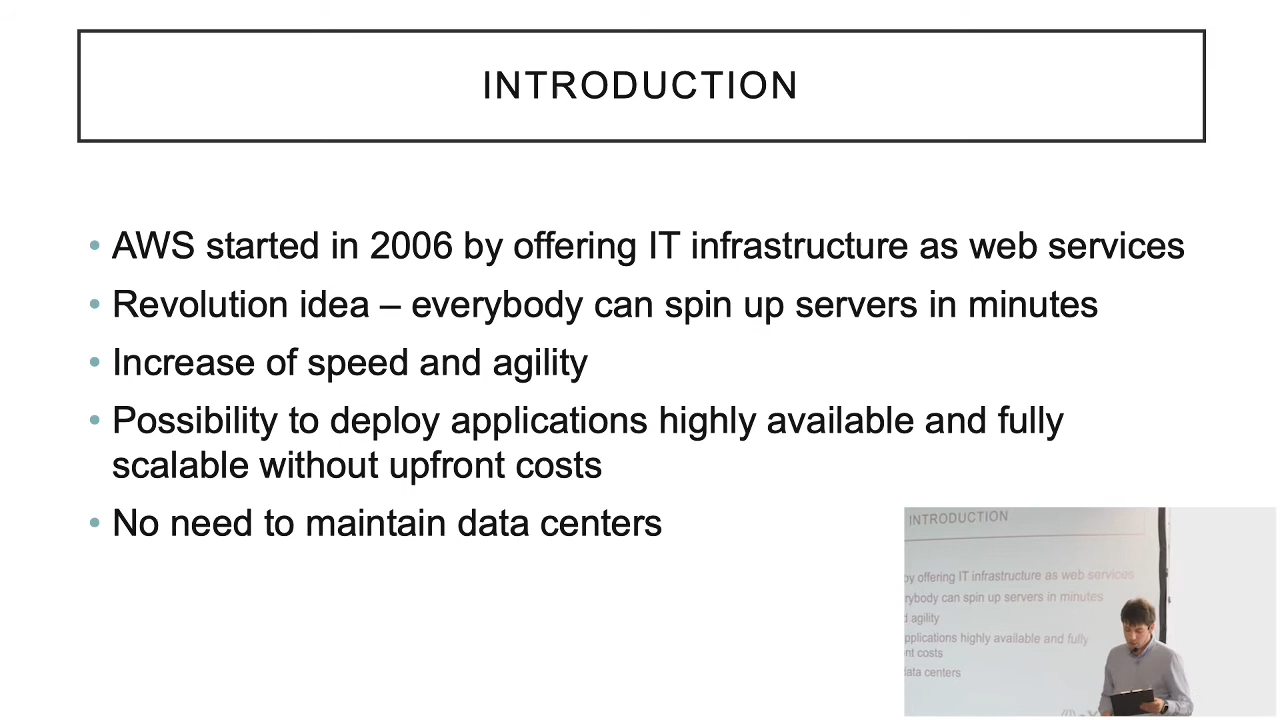 INTRODUCTION
• AWS started in 2006 by offering IT infrastructure as web services
• Revolution idea – everybody can spin up servers in minutes
• Increase of speed and agility
• Possibility to deploy applications highly available and fully
scalable without upfront costs
• No need to maintain data centers
INTRODUCTION
by offering IT infrastructure as web services
rybody can spin up servers in minutes
d agility
applications highly available and fully
nt costs
data centers